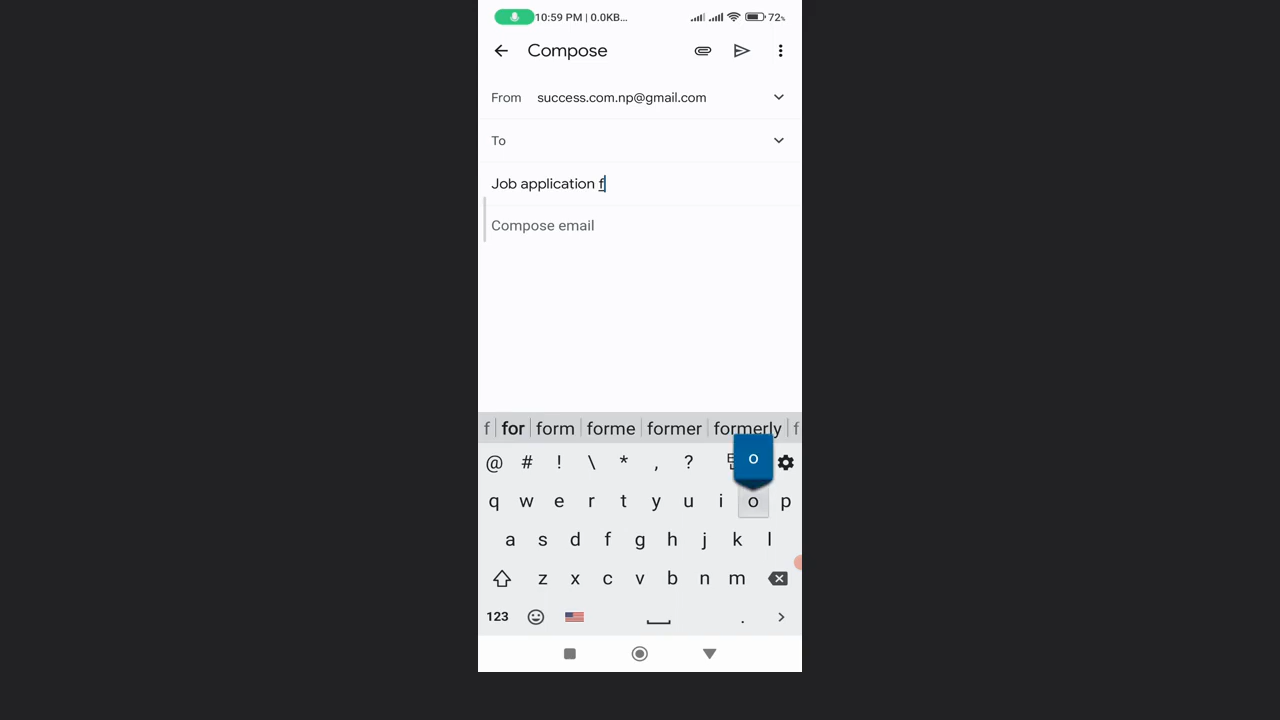 10:59 PM | 0.0KB... 72%
Compose
From success.com.np@gmail.com
To
Job application f
Compose email
f for form forme former formerly f
@ # ! \ * , ?
o
q w e r t y u i o p
a s d f g h j k l
z x c v b n m
123 .